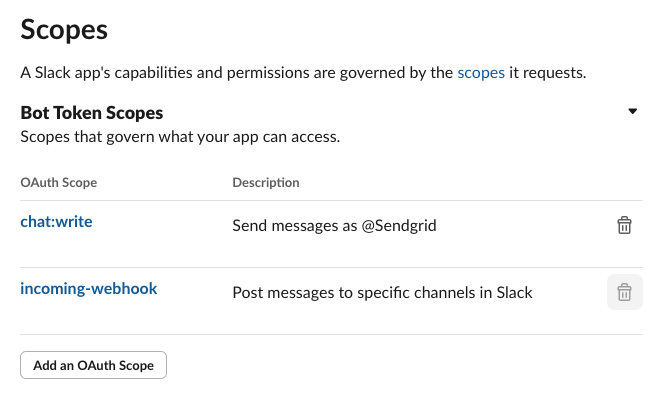 Scopes
A Slack app's capabilities and permissions are governed by the scopes it requests.
Bot Token Scopes
Scopes that govern what your app can access.
OAuth Scope Description
chat:write Send messages as @Sendgrid
incoming-webhook Post messages to specific channels in Slack
Add an OAuth Scope